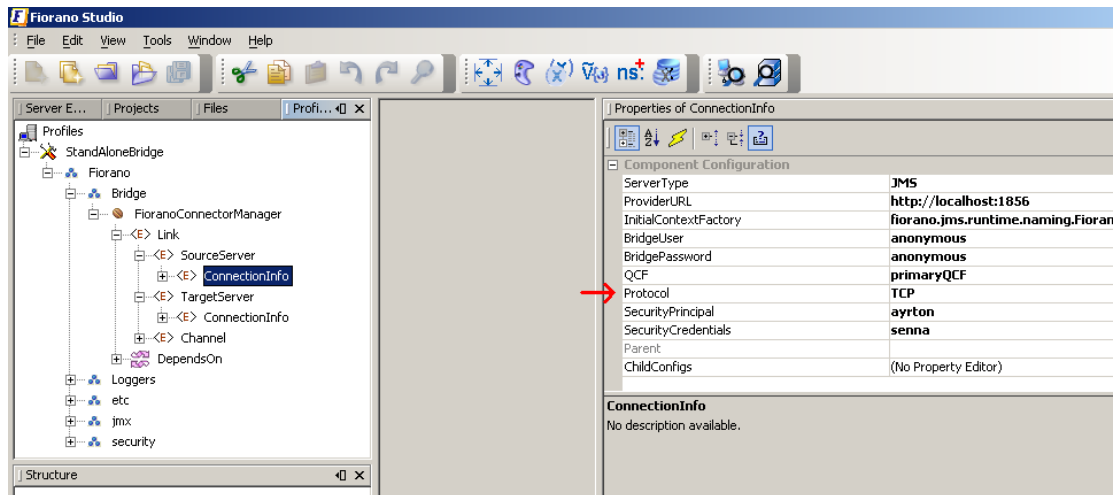 Fiorano Studio
File Edit View Tools Window Help
ns:
Server E... Projects Files Profi...
Properties of ConnectionInfo
Profiles
StandAloneBridge
Fiorano
Bridge
FioranoConnectorManager
<E> Link
<E> SourceServer
<E> ConnectionInfo
<E> TargetServer
<E> ConnectionInfo
<E> Channel
DependsOn
Loggers
etc
jmx
security
Structure
Component Configuration
ServerType JMS
ProviderURL http://localhost:1856
InitialContextFactory fiorano.jms.runtime.naming.Fioran
BridgeUser anonymous
BridgePassword anonymous
QCF primaryQCF
Protocol TCP
SecurityPrincipal ayrton
SecurityCredentials senna
Parent
ChildConfigs (No Property Editor)
ConnectionInfo
No description available.